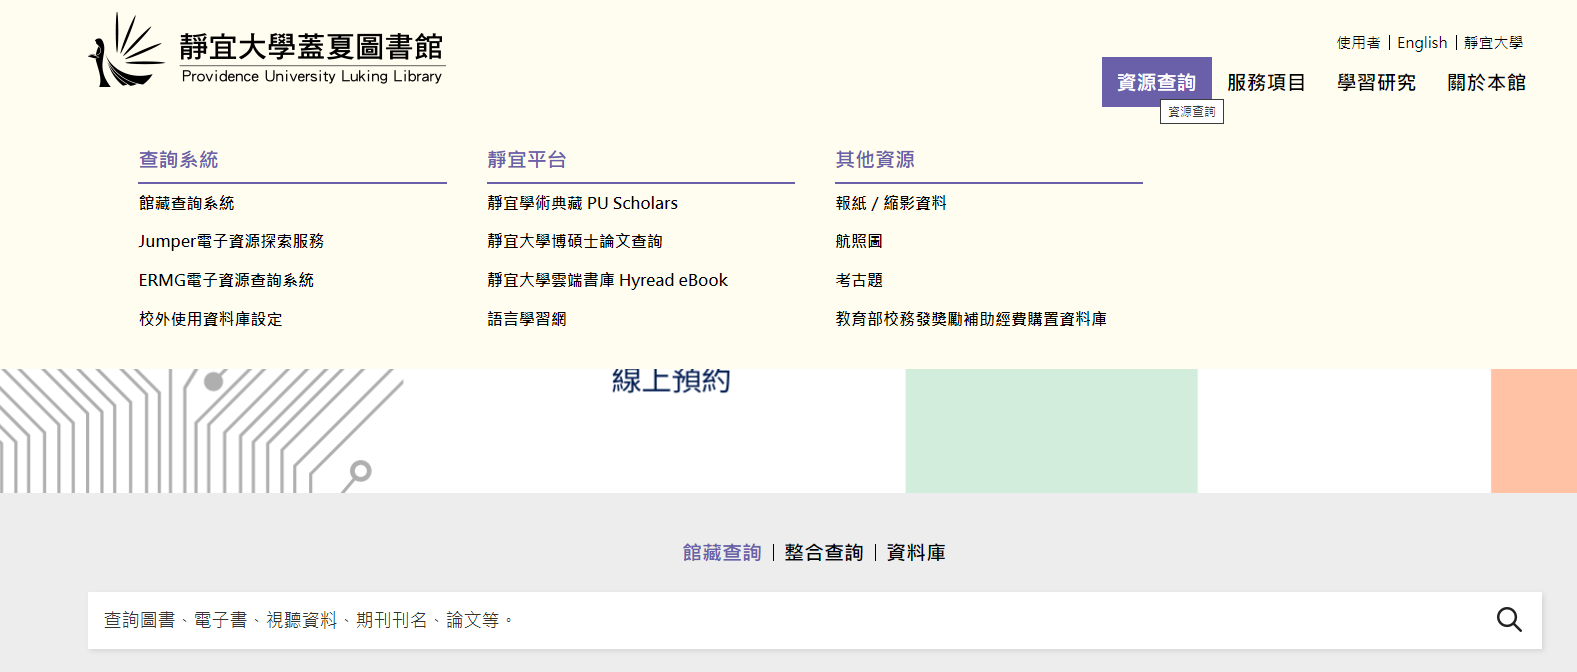 靜宜大學蓋夏圖書館
Providence University Luking Library
使用者 | English | 靜宜大學
資源查詢 服務項目 學習研究 關於本館
資源查詢
查詢系統
館藏查詢系統
Jumper電子資源探索服務
ERMG電子資源查詢系統
校外使用資料庫設定
靜宜平台
靜宜學術典藏 PU Scholars
靜宜大學博碩士論文查詢
靜宜大學雲端書庫 Hyread eBook
語言學習網
其他資源
報紙 / 縮影資料
航照圖
考古題
教育部校務發獎勵補助經費購置資料庫
線上預約
館藏查詢 | 整合查詢 | 資料庫
查詢圖書、電子書、視聽資料、期刊刊名、論文等。